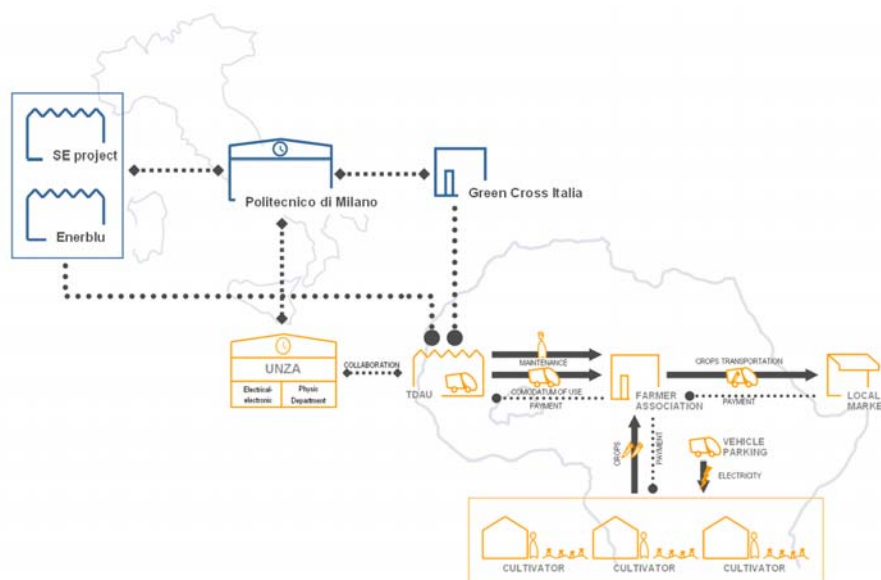 SE project
Enerblu
Politecnico di Milano
Green Cross Italia
UNZA
Electrical-
electronic
Physic
Department
COLLABORATION
TDAU
MAINTENANCE
COMODATUM OF USE
PAYMENT
FARMER
ASSOCIATION
CROPS TRANSPORTATION
PAYMENT
LOCAL
MARKE
CROPS
PAYMENT
VEHICLE
PARKING
ELECTRICITY
CULTIVATOR
CULTIVATOR
CULTIVATOR